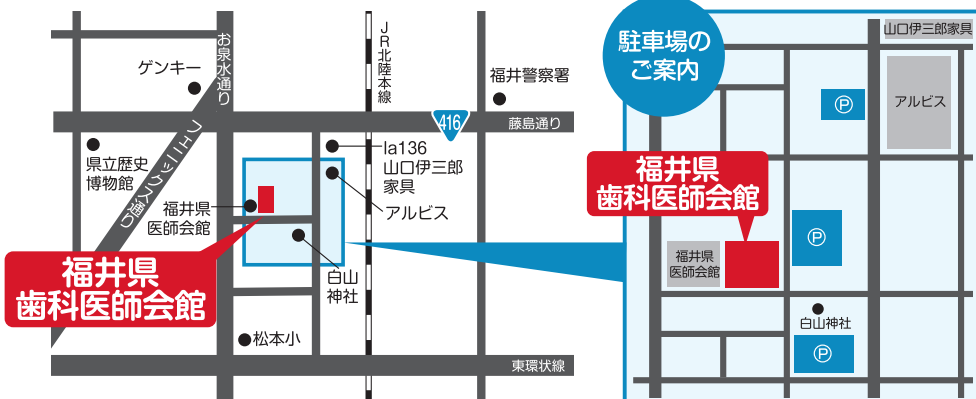 お泉水通り
JR北陸本線
ゲンキー
福井警察署
416
藤島通り
フェニックス通り
県立歴史
博物館
la136
山口伊三郎
家具
アルビス
福井県
医師会館
福井県
歯科医師会館
白山
神社
松本小
東環状線
駐車場の
ご案内
山口伊三郎家具
アルビス
P
福井県
歯科医師会館
P
福井県
医師会館
白山神社
P